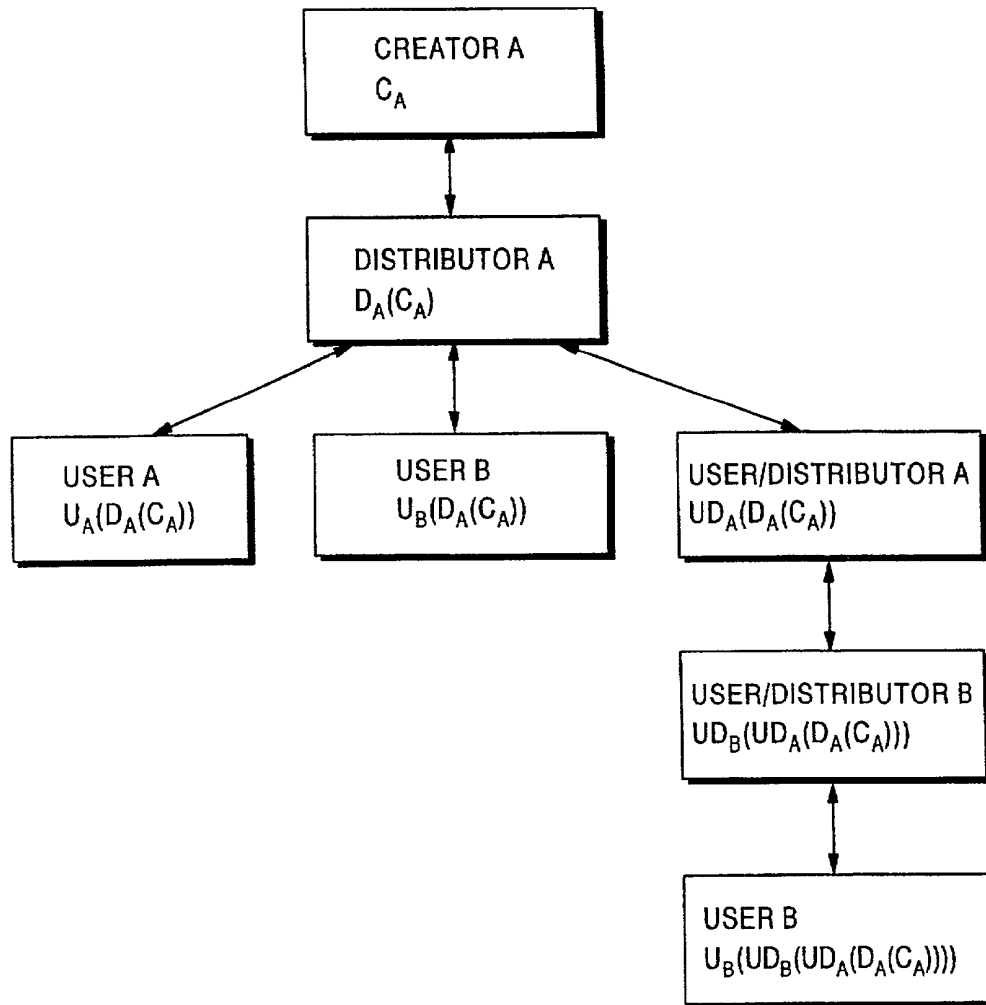 CREATOR A
C_A
DISTRIBUTOR A
D_A(C_A)
USER A
U_A(D_A(C_A))
USER B
U_B(D_A(C_A))
USER/DISTRIBUTOR A
UD_A(D_A(C_A))
USER/DISTRIBUTOR B
UD_B(UD_A(D_A(C_A)))
USER B
U_B(UD_B(UD_A(D_A(C_A))))